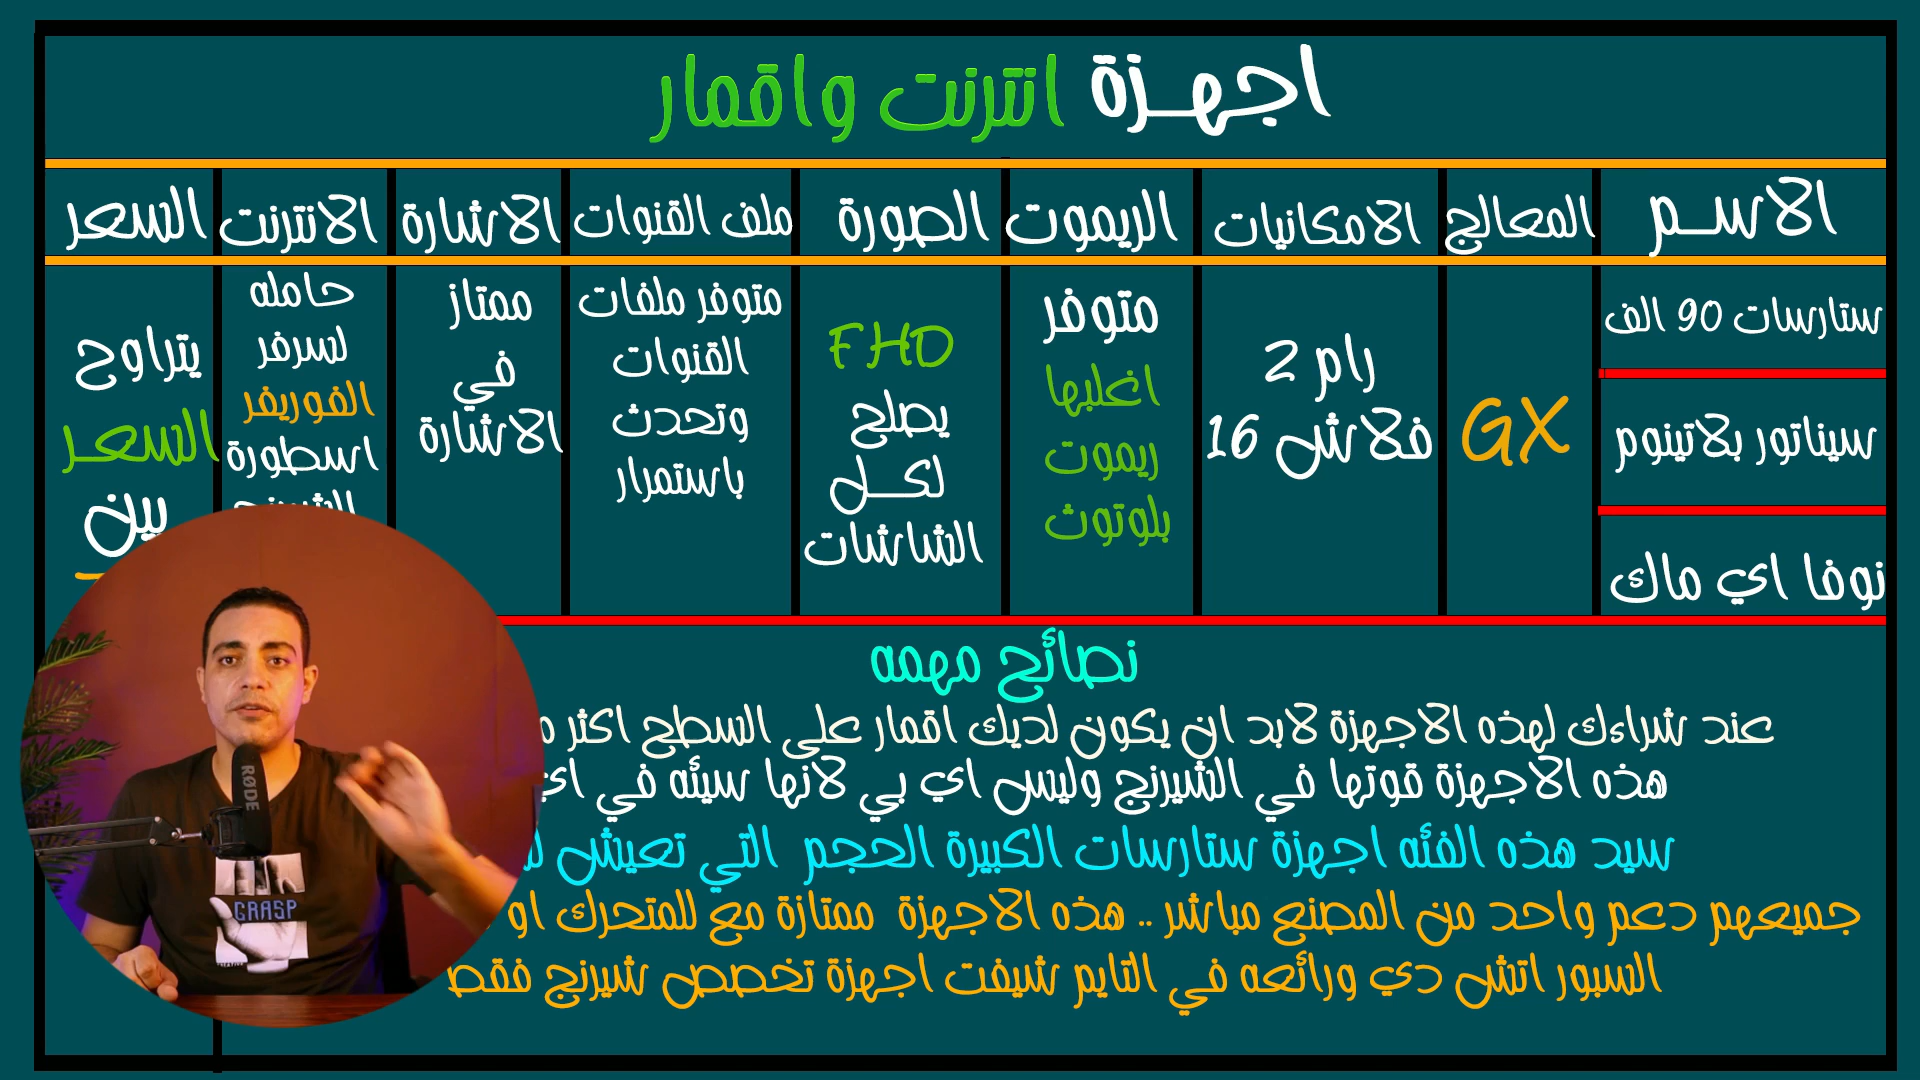 اجهـزة انترنت واقمار
الاسـم
المعالج
الامكانيات
الريموت
الصورة
ملف القنوات
الاشارة
الانترنت
السعر
ستارسات 90 الف
سيناتور بلاتينوم
نوفا اي ماك
GX
رام 2
فلاش 16
متوفر
اغلبها
ريموت
بلوتوث
FHD
يصلح
لكـل
الشاشات
متوفر ملفات
القنوات
وتحدث
باستمرار
ممتاز
في
الاشارة
حامله
لسرفر
الفوريفر
اسطورة
يتراوح
السعر
بين
نصائح مهمه
عند شراءك لهذه الاجهزة لابد ان يكون لديك اقمار على السطح اكثر
هذه الاجهزة قوتها في الشيرنج وليس اي بي لانها سيئه في
سيد هذه الفئه اجهزة ستارسات الكبيرة الحجم التي تعيش
جميعهم دعم واحد من المصنع مباشر .. هذه الاجهزة ممتازة مع للمتحرك او
السبور اتش دي ورائعه في التايم شيفت اجهزة تخصص شيرنج فقط
RØDE
GRASP